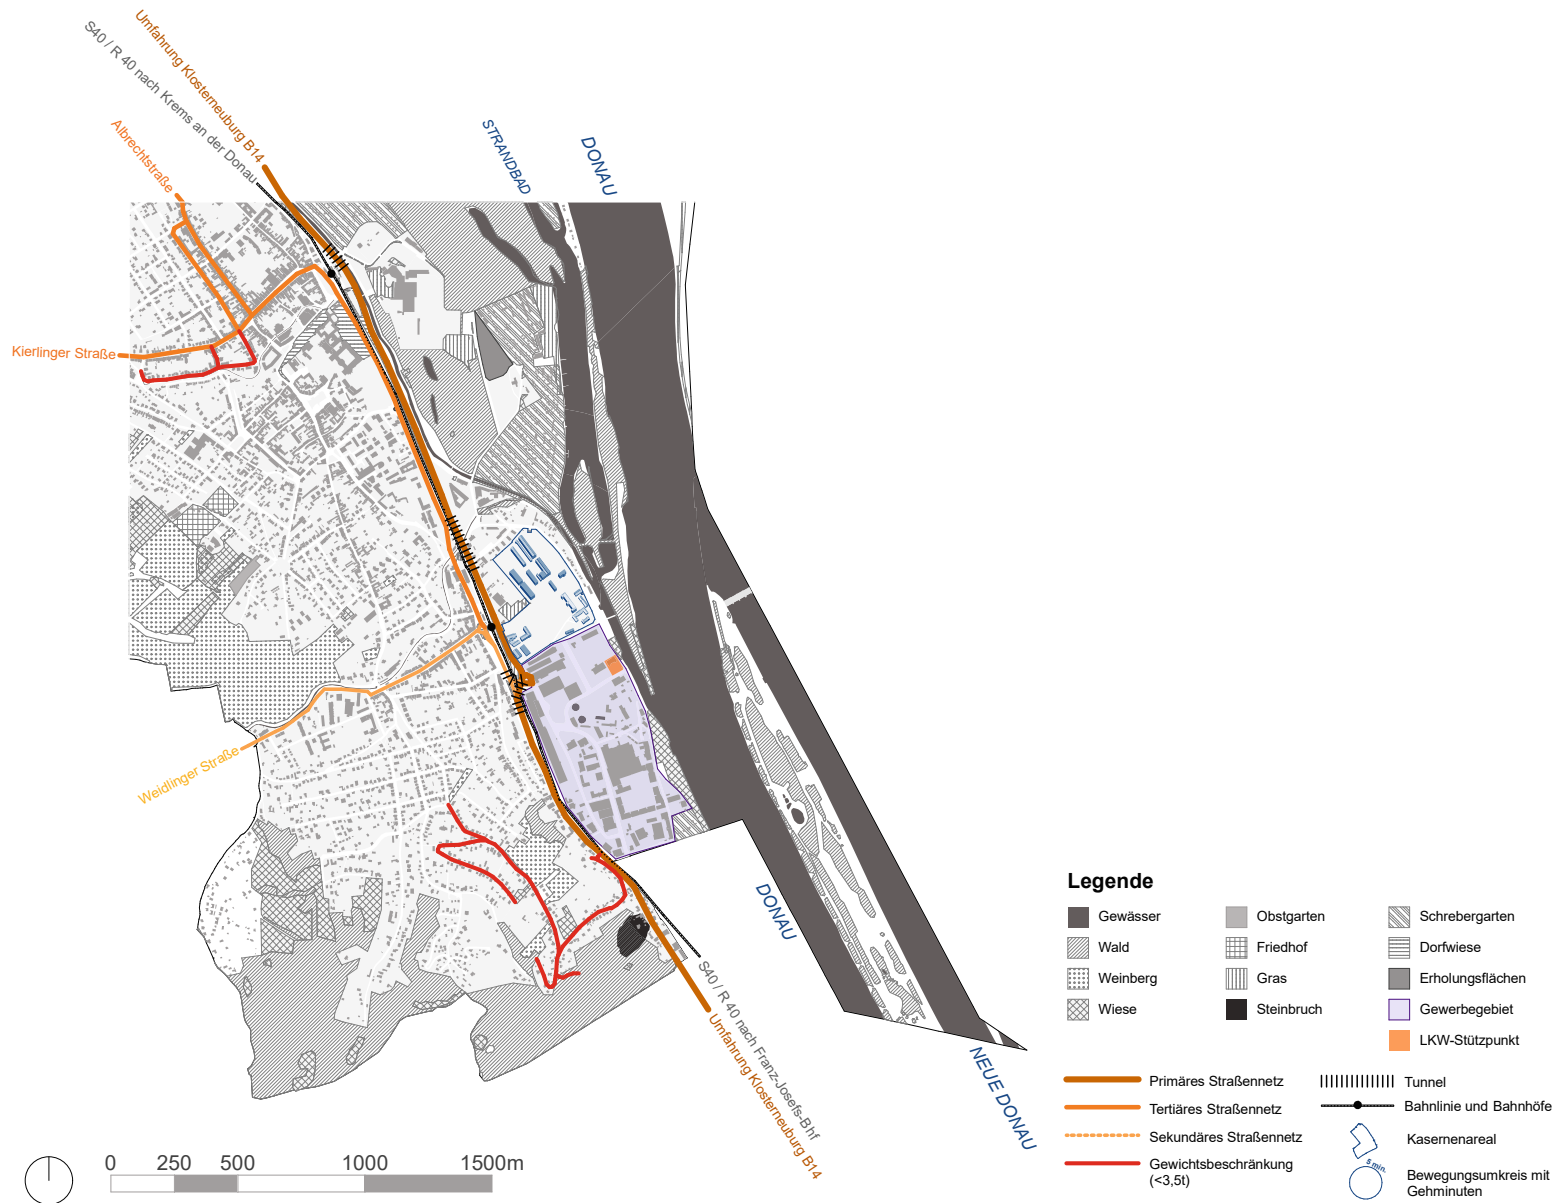 Umfahrung Klosterneuburg B14
S40 / R 40 nach Krems an der Donau
Albrechtstraße
STRANDBAD
DONAU
Kierlinger Straße
Weidlinger Straße
DONAU
S40 / R 40 nach Franz-Josefs-Bhf
Umfahrung Klosterneuburg B14
NEUE DONAU
Legende
Gewässer
Wald
Weinberg
Wiese
Obstgarten
Friedhof
Gras
Steinbruch
Schrebergarten
Dorfwiese
Erholungsflächen
Gewerbegebiet
LKW-Stützpunkt
Primäres Straßennetz
Tertiäres Straßennetz
Sekundäres Straßennetz
Gewichtsbeschränkung
(<3,5t)
Tunnel
Bahnlinie und Bahnhöfe
Kasernenareal
5 min.
Bewegungsumkreis mit
Gehminuten
0 250 500 1000 1500m